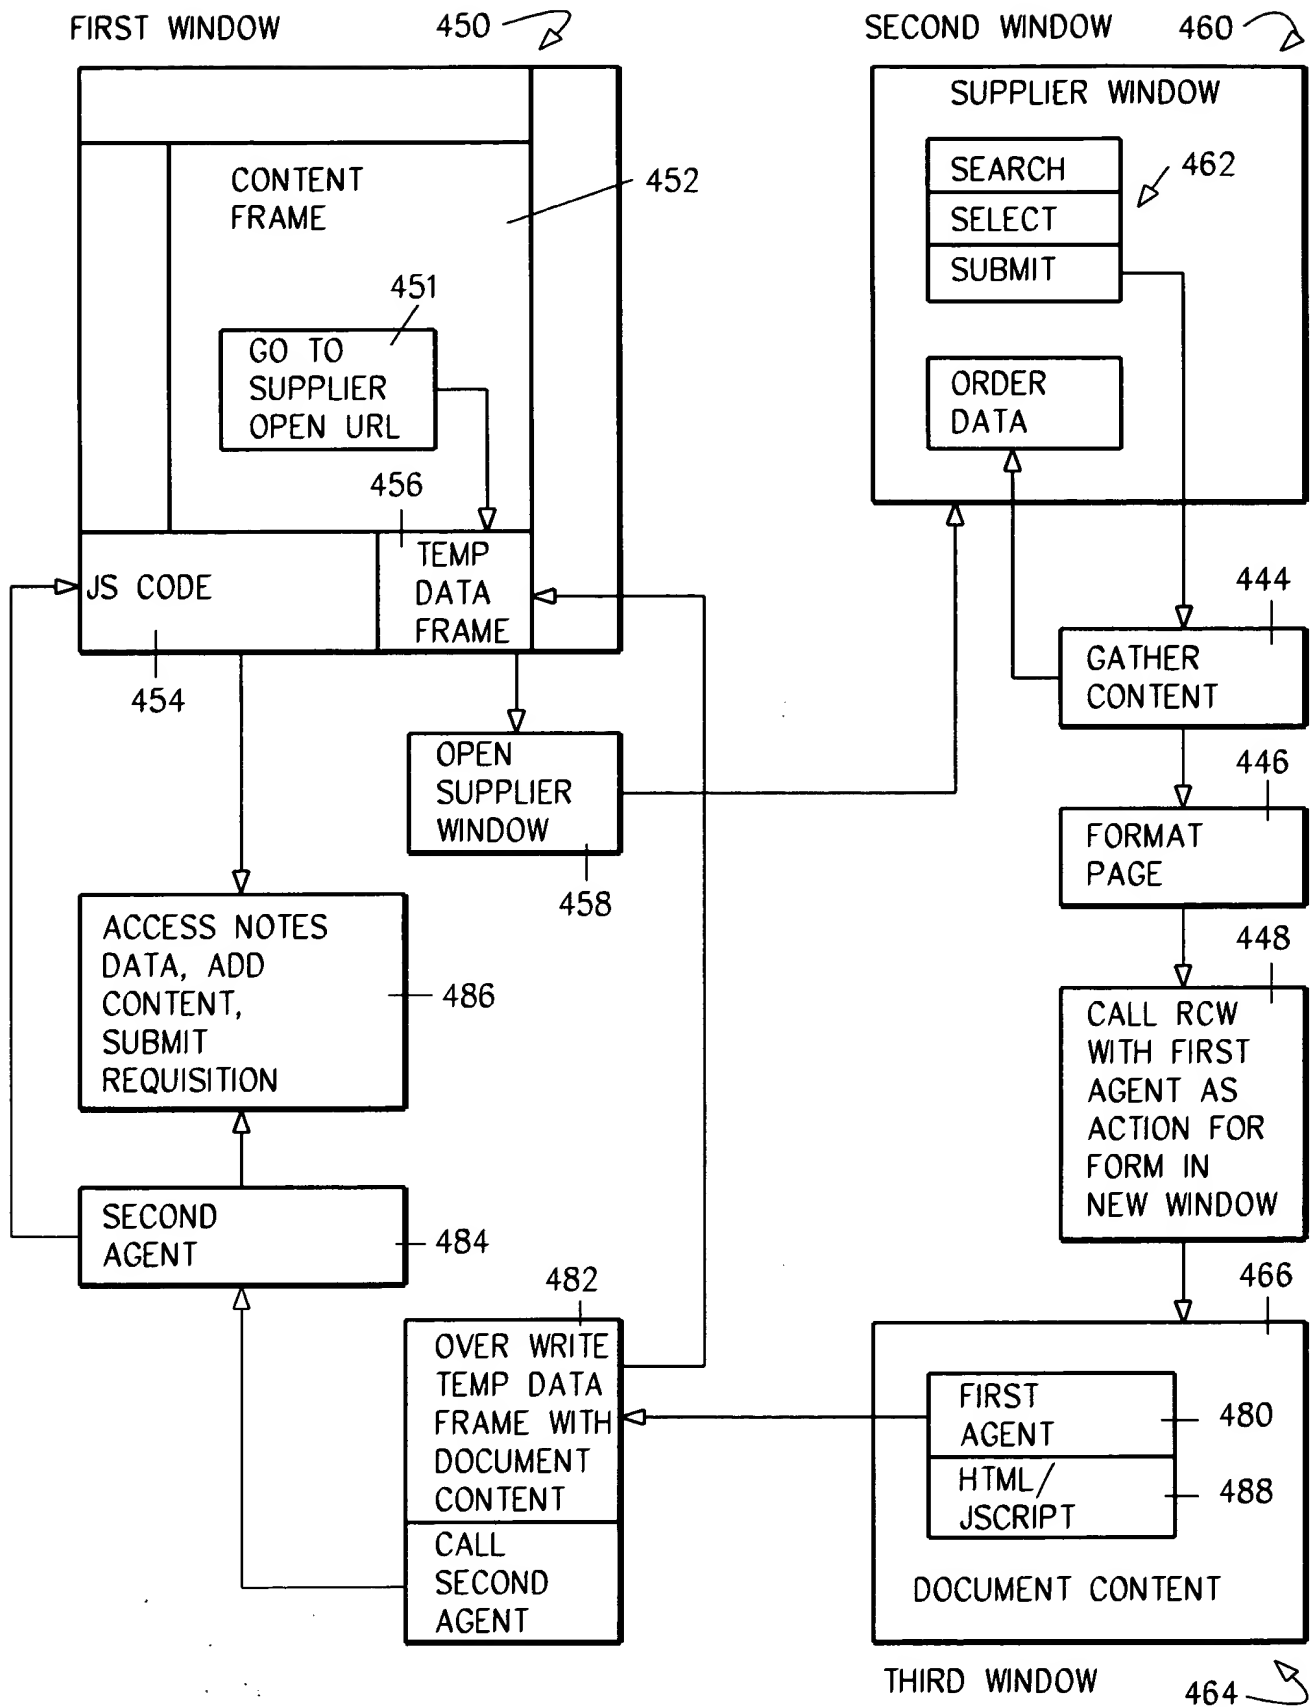 FIRST WINDOW
450
CONTENT
FRAME
452
451
GO TO
SUPPLIER
OPEN URL
456
TEMP
DATA
FRAME
JS CODE
454
OPEN
SUPPLIER
WINDOW
458
ACCESS NOTES
DATA, ADD
CONTENT,
SUBMIT
REQUISITION
486
SECOND
AGENT
484
482
OVER WRITE
TEMP DATA
FRAME WITH
DOCUMENT
CONTENT
CALL
SECOND
AGENT
SECOND WINDOW
460
SUPPLIER WINDOW
SEARCH
SELECT
SUBMIT
462
ORDER
DATA
444
GATHER
CONTENT
446
FORMAT
PAGE
448
CALL RCW
WITH FIRST
AGENT AS
ACTION FOR
FORM IN
NEW WINDOW
466
FIRST
AGENT
480
HTML/
JSCRIPT
488
DOCUMENT CONTENT
THIRD WINDOW
464